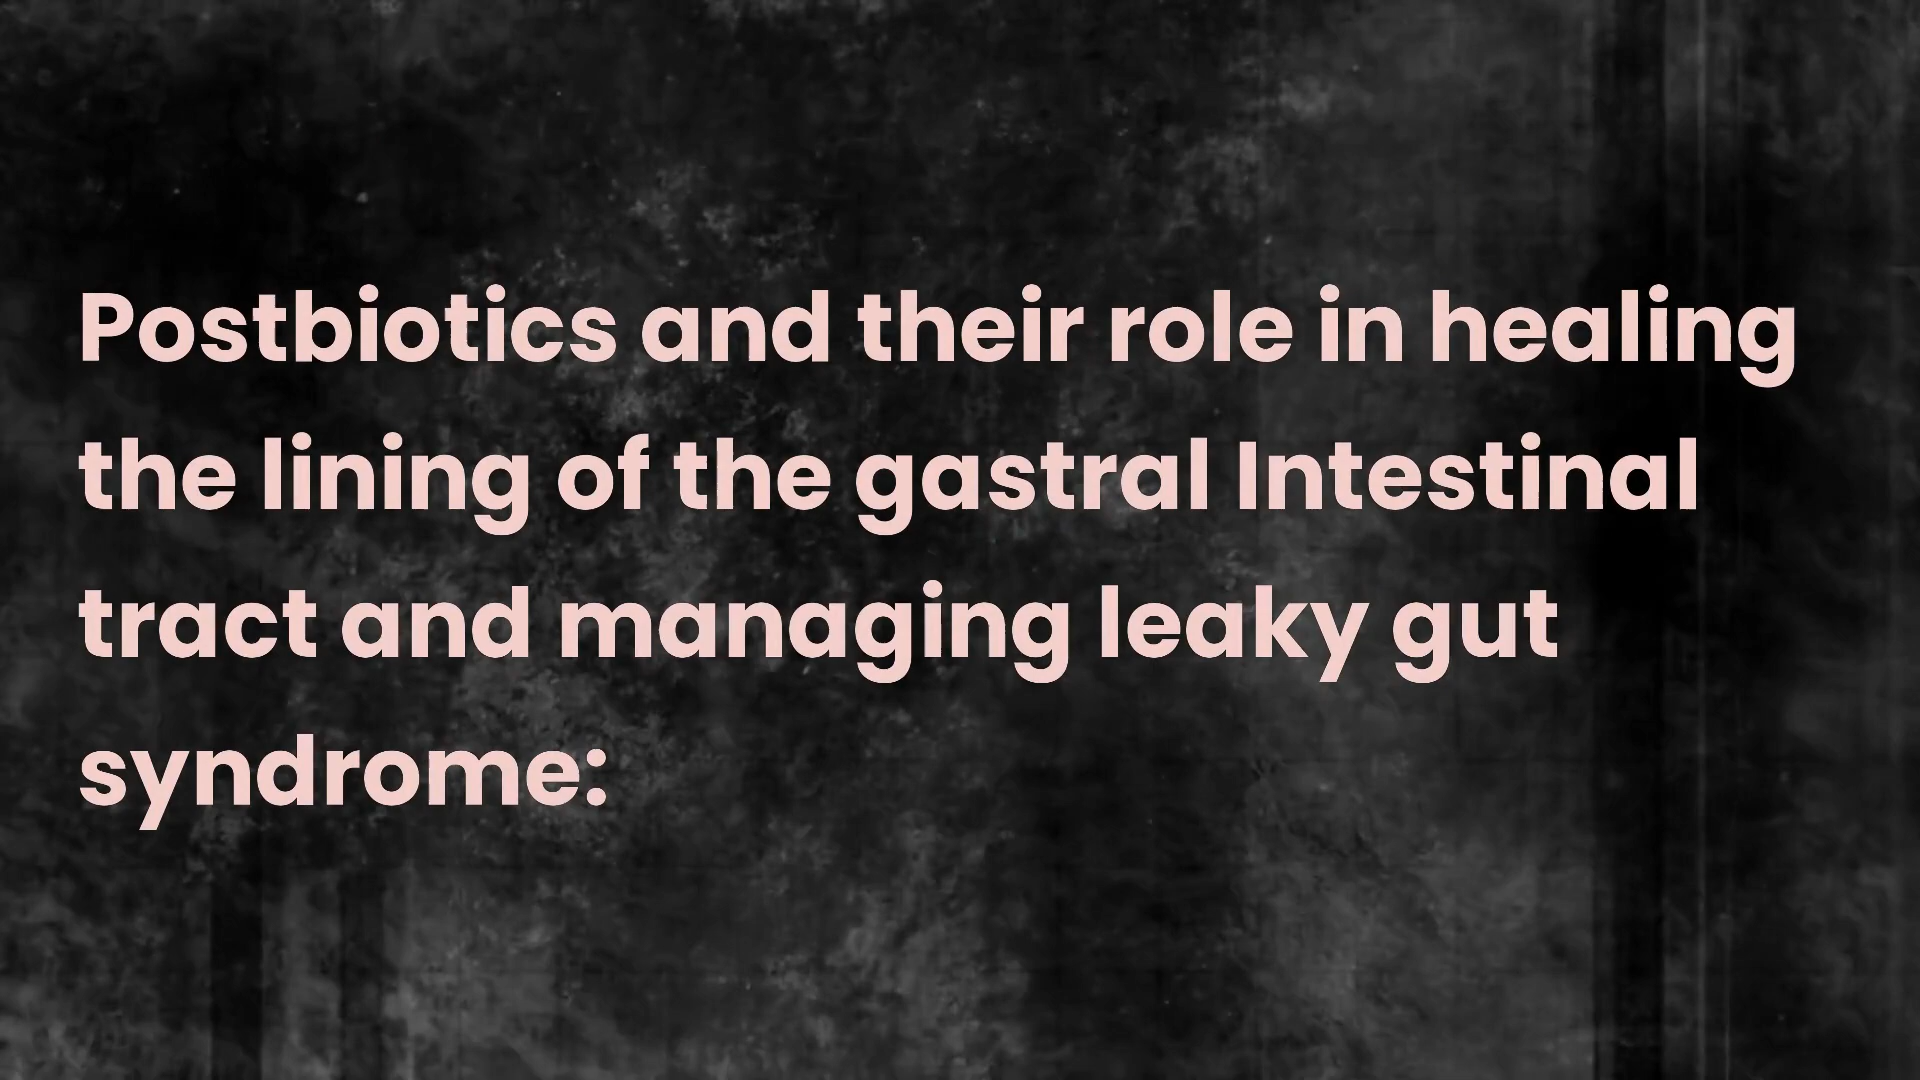 Postbiotics and their role in healing
the lining of the gastral Intestinal
tract and managing leaky gut
syndrome: